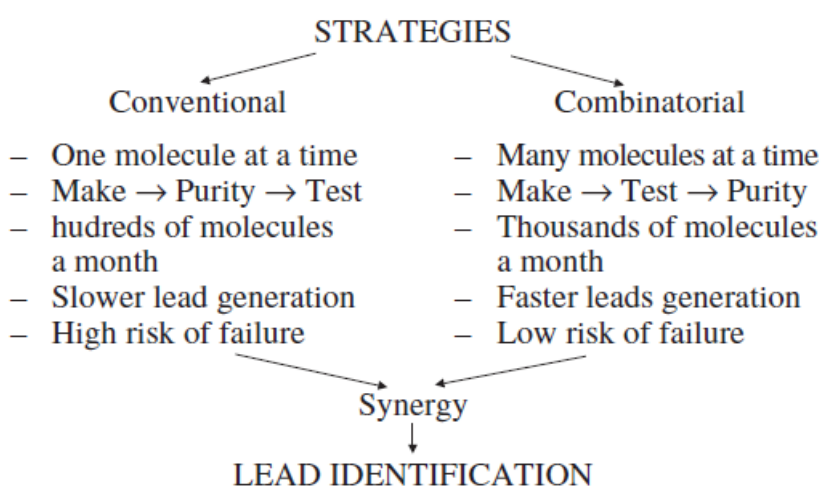 STRATEGIES
Conventional
– One molecule at a time
– Make → Purity → Test
– hudreds of molecules
a month
– Slower lead generation
– High risk of failure
Combinatorial
– Many molecules at a time
– Make → Test → Purity
– Thousands of molecules
a month
– Faster leads generation
– Low risk of failure
Synergy
LEAD IDENTIFICATION